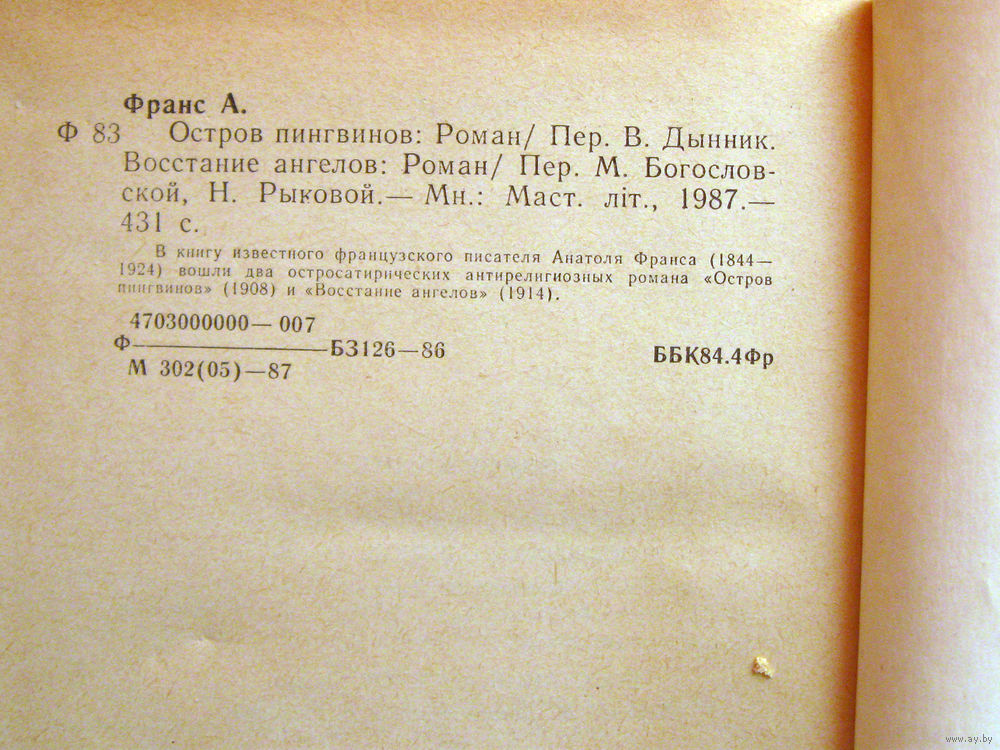 Франс А.
Ф 83 Остров пингвинов: Роман/ Пер. В. Дынник.
Восстание ангелов: Роман/ Пер. М. Богослов-
ской, Н. Рыковой.— Мн.: Маст. літ., 1987.—
431 с.
В книгу известного французского писателя Анатоля Франса (1844—
1924) вошли два остросатирических антирелигиозных романа «Остров
пингвинов» (1908) и «Восстание ангелов» (1914).
4703000000—007
Ф————БЗ126—86
М 302(05)—87
ББК84.4Фр
www.ay.by